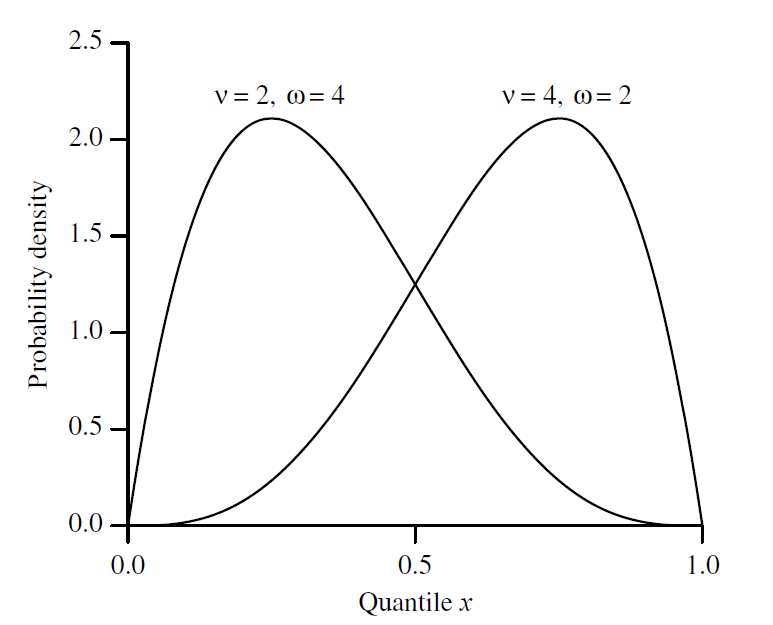 2.5
ν = 2, ω = 4
ν = 4, ω = 2
2.0
1.5
1.0
0.5
0.0
Probability density
0.0
0.5
1.0
Quantile x